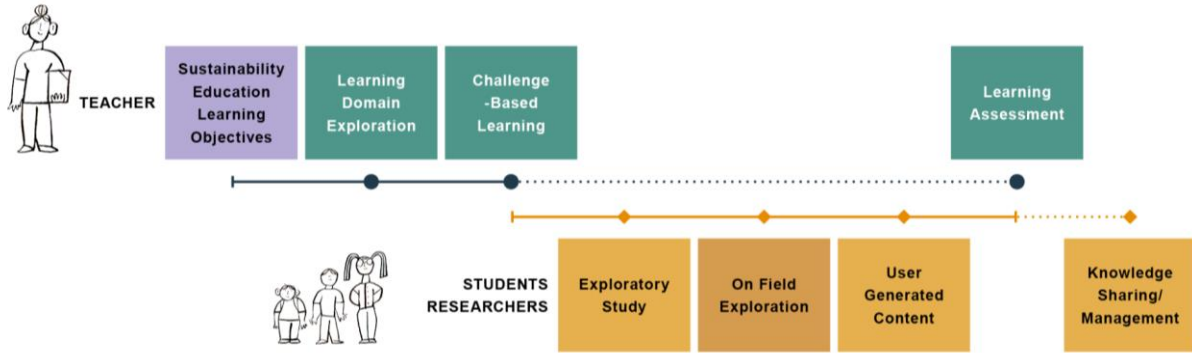 TEACHER
Sustainability
Education
Learning
Objectives
Learning
Domain
Exploration
Challenge
-Based
Learning
Learning
Assessment
STUDENTS
RESEARCHERS
Exploratory
Study
On Field
Exploration
User
Generated
Content
Knowledge
Sharing/
Management